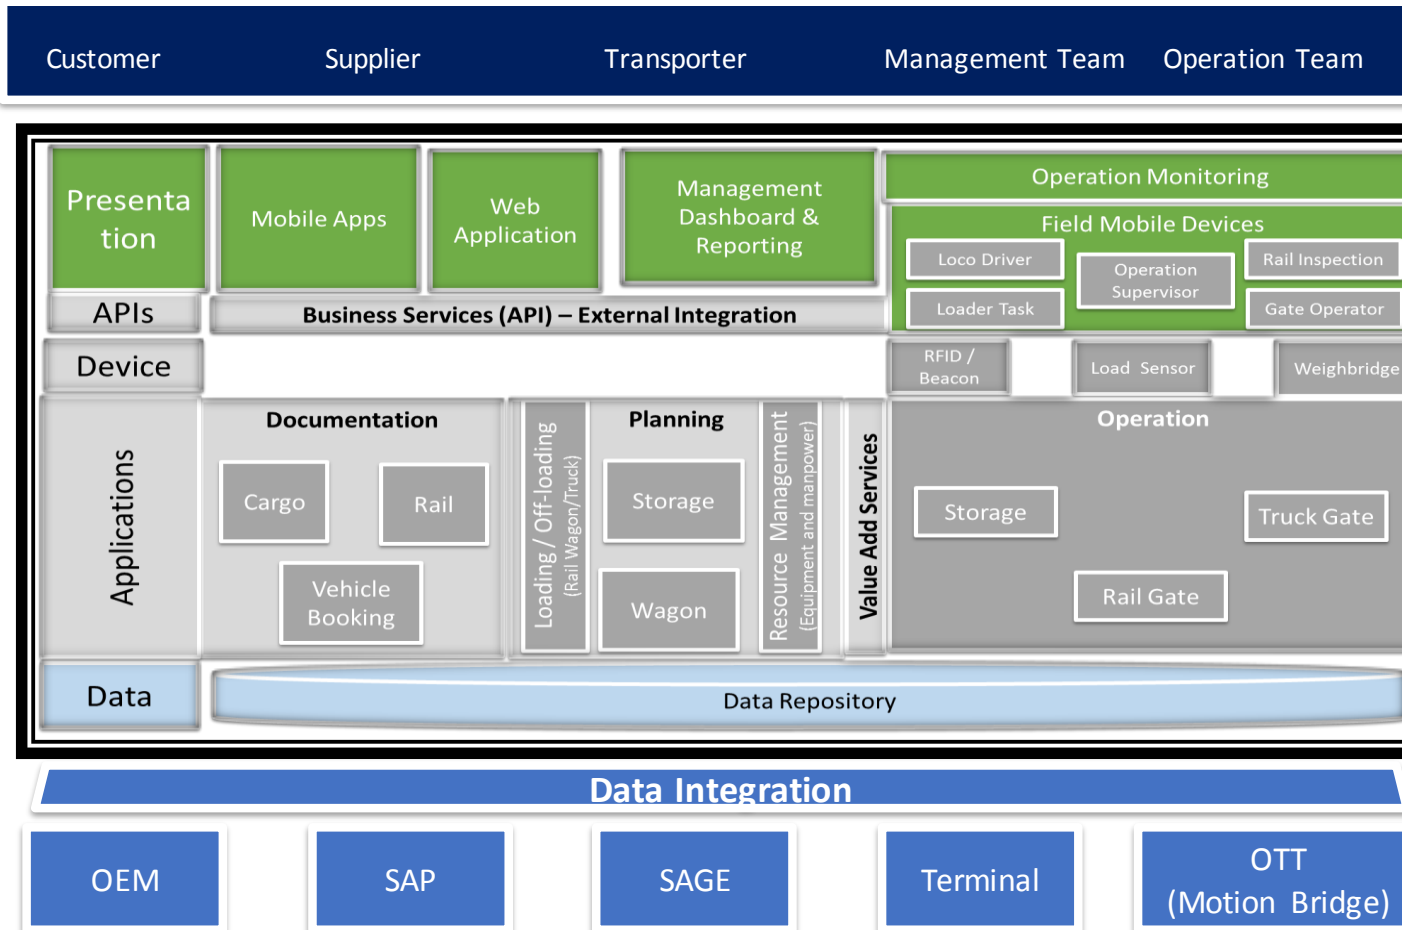 Customer
Supplier
Transporter
Management Team
Operation Team
Presenta
tion
Mobile Apps
Web
Application
Management
Dashboard &
Reporting
Operation Monitoring
Field Mobile Devices
Loco Driver
Operation
Supervisor
Rail Inspection
Loader Task
Gate Operator
APIs
Business Services (API) – External Integration
Device
RFID /
Beacon
Load Sensor
Weighbridge
Applications
Documentation
Cargo
Rail
Vehicle
Booking
Loading / Off-loading
(Rail Wagon/Truck)
Planning
Storage
Wagon
Resource Management
(Equipment and manpower)
Value Add Services
Operation
Storage
Truck Gate
Rail Gate
Data
Data Repository
Data Integration
OEM
SAP
SAGE
Terminal
OTT
(Motion Bridge)